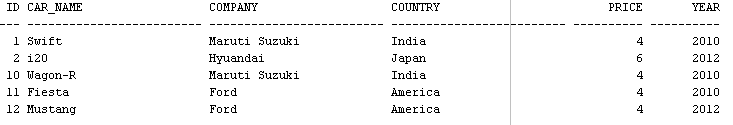 ID CAR_NAME COMPANY COUNTRY PRICE YEAR
--- ------------------------- ------------------------- ------------------------- ---------- ----------
1 Swift Maruti Suzuki India 4 2010
2 i20 Hyuandai Japan 6 2012
10 Wagon-R Maruti Suzuki India 4 2010
11 Fiesta Ford America 4 2010
12 Mustang Ford America 4 2012